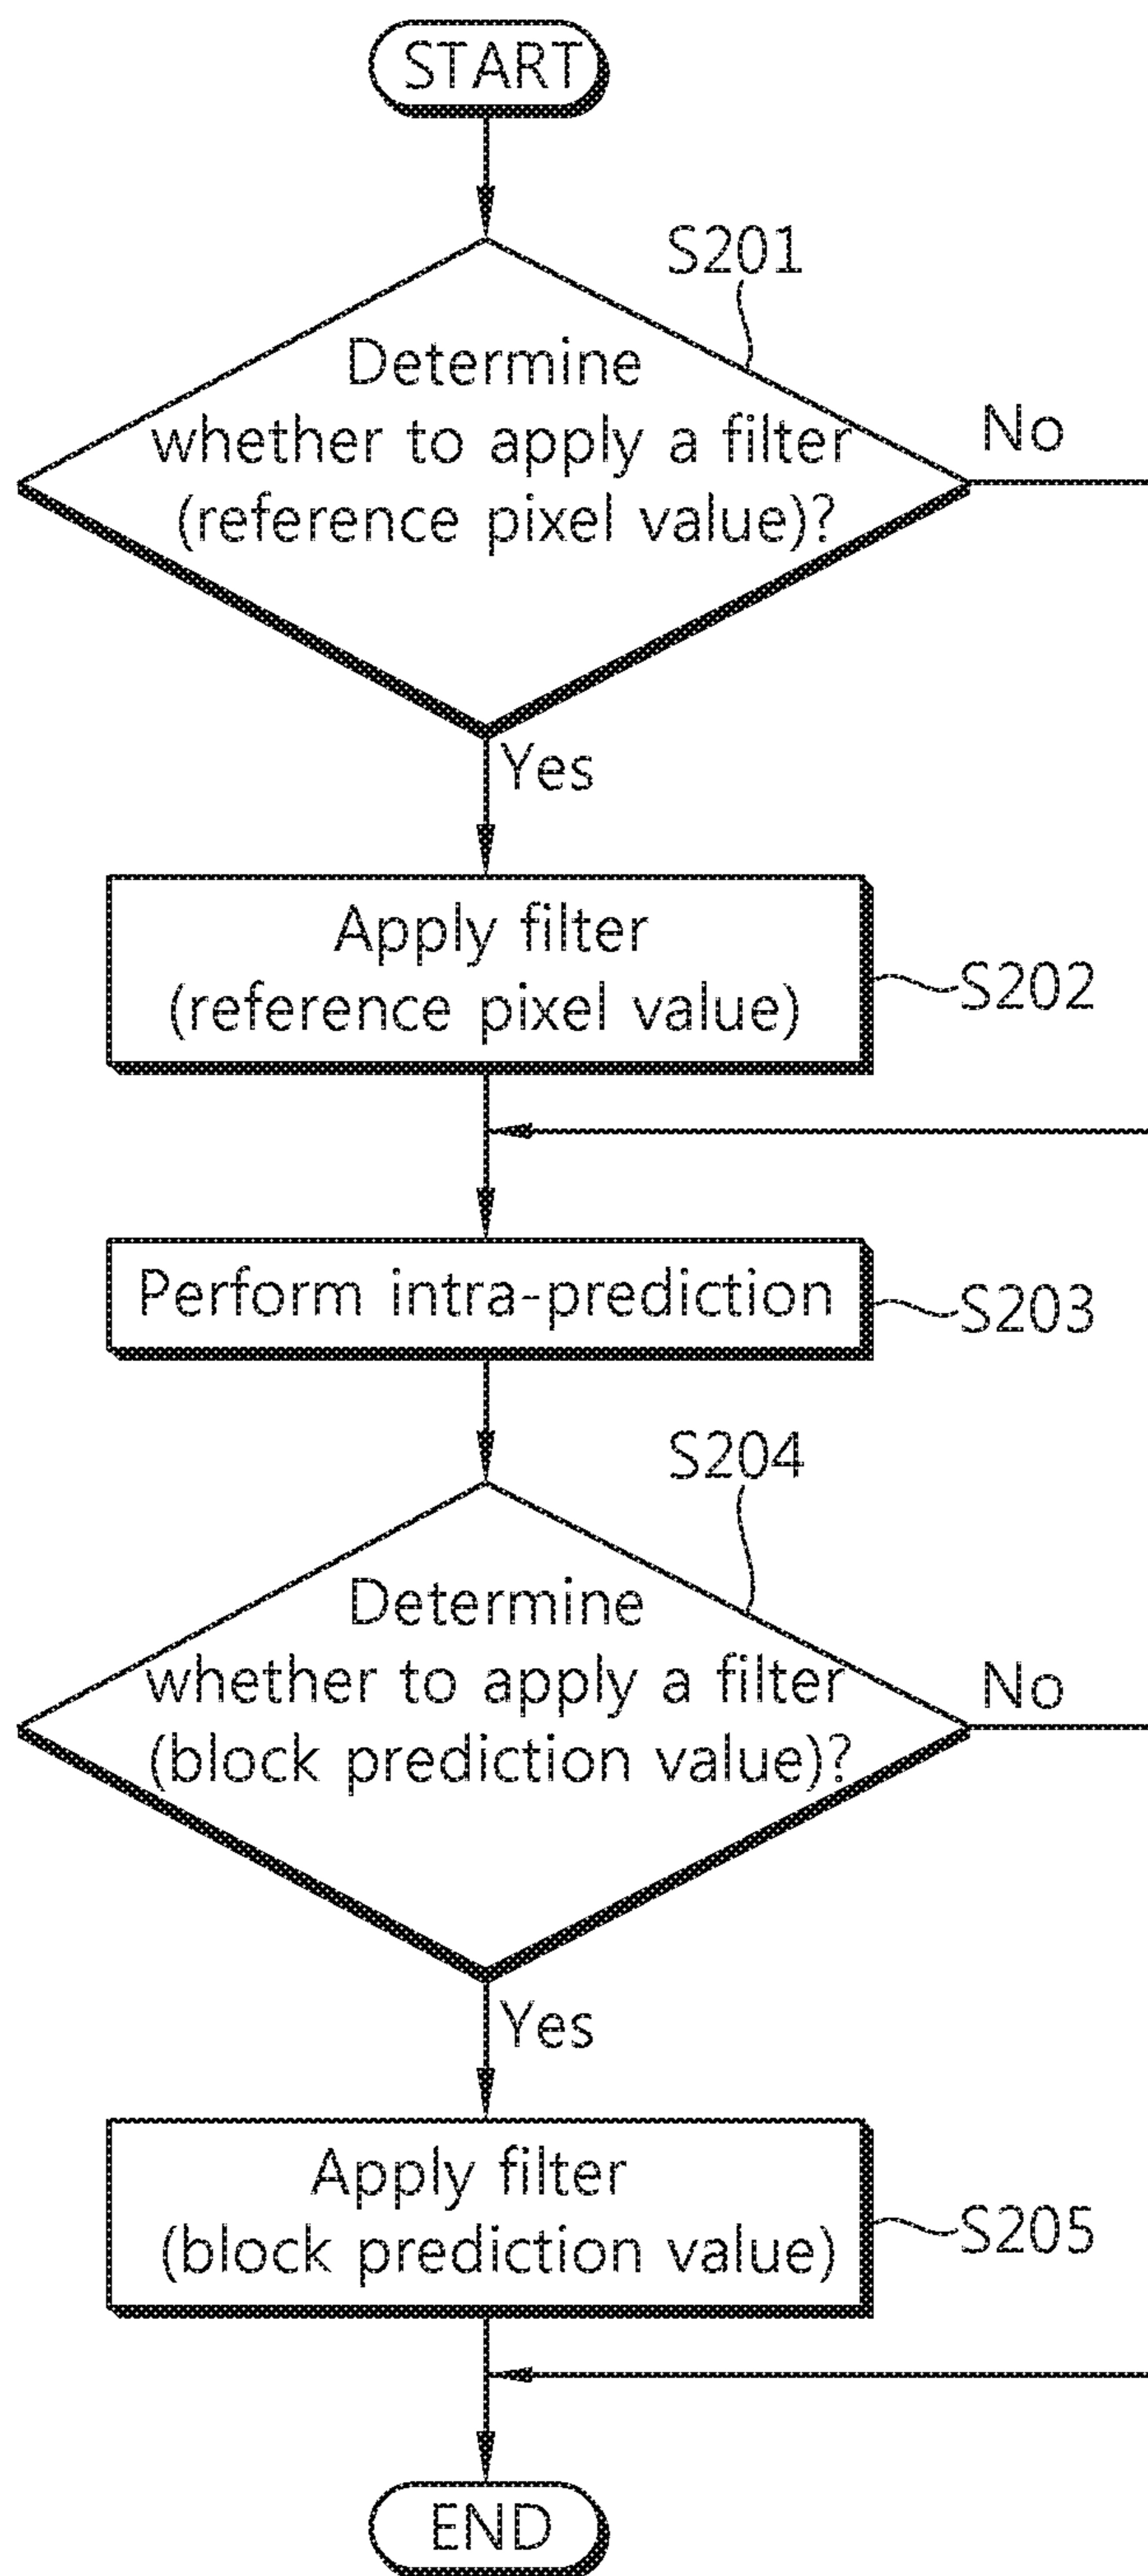 START
S201
Determine
whether to apply a filter
(reference pixel value)?
No
Yes
Apply filter
(reference pixel value)
S202
Perform intra-prediction
S203
S204
Determine
whether to apply a filter
(block prediction value)?
No
Yes
Apply filter
(block prediction value)
S205
END